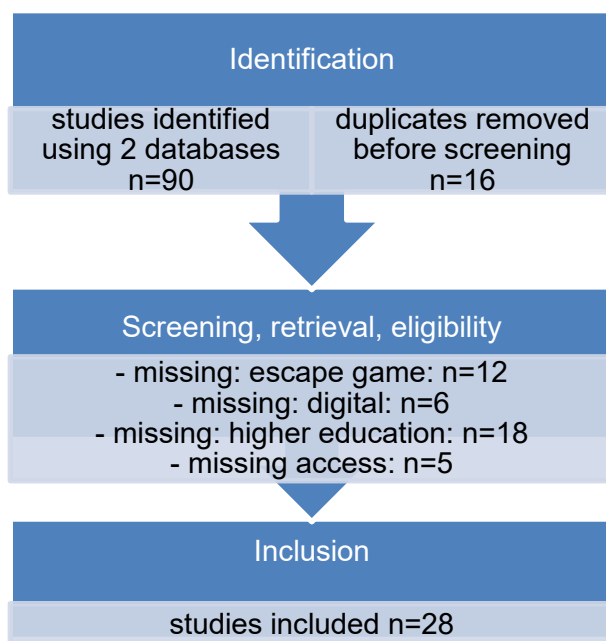 Identification
studies identified
using 2 databases
n=90
duplicates removed
before screening
n=16
Screening, retrieval, eligibility
- missing: escape game: n=12
- missing: digital: n=6
- missing: higher education: n=18
- missing access: n=5
Inclusion
studies included n=28